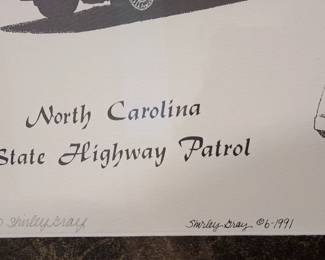 North Carolina
State Highway Patrol
Shirley Gray
Shirley Gray ©6-1991